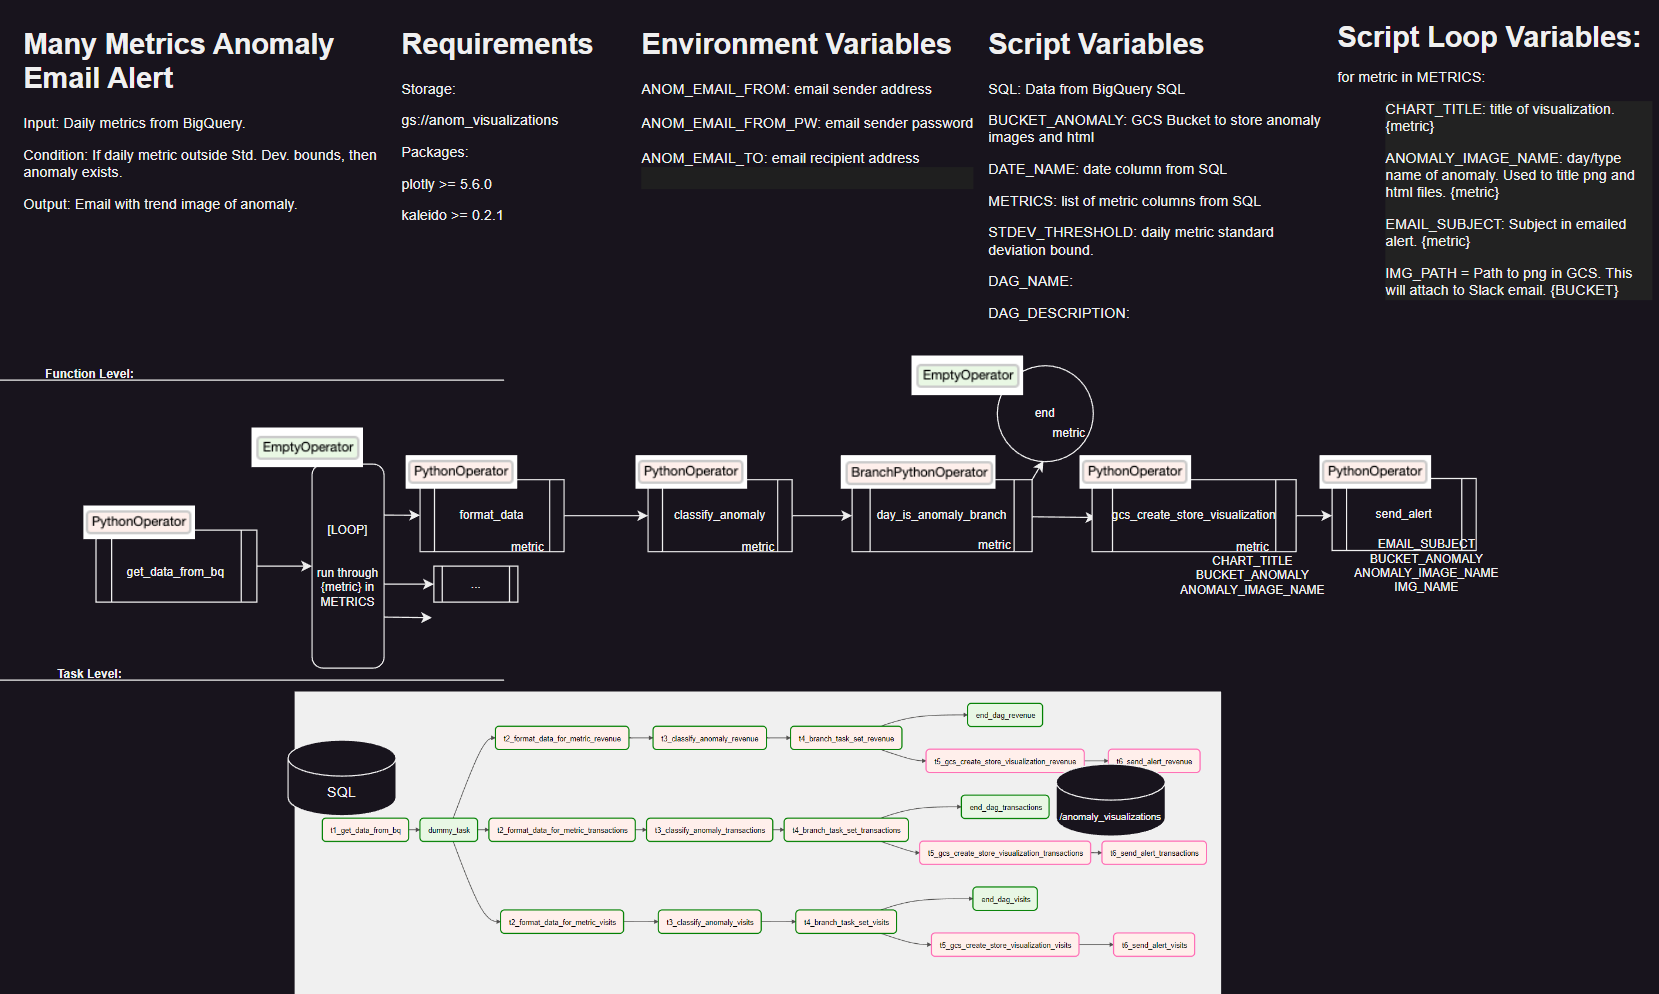 Many Metrics Anomaly
Email Alert
Input: Daily metrics from BigQuery.
Condition: If daily metric outside Std. Dev. bounds, then
anomaly exists.
Output: Email with trend image of anomaly.
Requirements
Storage:
gs://anom_visualizations
Packages:
plotly >= 5.6.0
kaleido >= 0.2.1
Environment Variables
ANOM_EMAIL_FROM: email sender address
ANOM_EMAIL_FROM_PW: email sender password
ANOM_EMAIL_TO: email recipient address
Script Variables
SQL: Data from BigQuery SQL
BUCKET_ANOMALY: GCS Bucket to store anomaly
images and html
DATE_NAME: date column from SQL
METRICS: list of metric columns from SQL
STDEV_THRESHOLD: daily metric standard
deviation bound.
DAG_NAME:
DAG_DESCRIPTION:
Script Loop Variables:
for metric in METRICS:
CHART_TITLE: title of visualization.
{metric}
ANOMALY_IMAGE_NAME: day/type
name of anomaly. Used to title png and
html files. {metric}
EMAIL_SUBJECT: Subject in emailed
alert. {metric}
IMG_PATH = Path to png in GCS. This
will attach to Slack email. {BUCKET}
Function Level:
PythonOperator
get_data_from_bq
EmptyOperator
[LOOP]
run through
{metric} in
METRICS
PythonOperator
format_data
metric
...
PythonOperator
classify_anomaly
metric
BranchPythonOperator
day_is_anomaly_branch
metric
EmptyOperator
end
metric
PythonOperator
gcs_create_store_visualization
metric
CHART_TITLE
BUCKET_ANOMALY
ANOMALY_IMAGE_NAME
PythonOperator
send_alert
EMAIL_SUBJECT
BUCKET_ANOMALY
ANOMALY_IMAGE_NAME
IMG_NAME
Task Level:
SQL
t1_get_data_from_bq
dummy_task
t2_format_data_for_metric_revenue
t3_classify_anomaly_revenue
t4_branch_task_set_revenue
end_dag_revenue
t5_gcs_create_store_visualization_revenue
t6_send_alert_revenue
/anomaly_visualizations
t2_format_data_for_metric_transactions
t3_classify_anomaly_transactions
t4_branch_task_set_transactions
end_dag_transactions
t5_gcs_create_store_visualization_transactions
t6_send_alert_transactions
t2_format_data_for_metric_visits
t3_classify_anomaly_visits
t4_branch_task_set_visits
end_dag_visits
t5_gcs_create_store_visualization_visits
t6_send_alert_visits